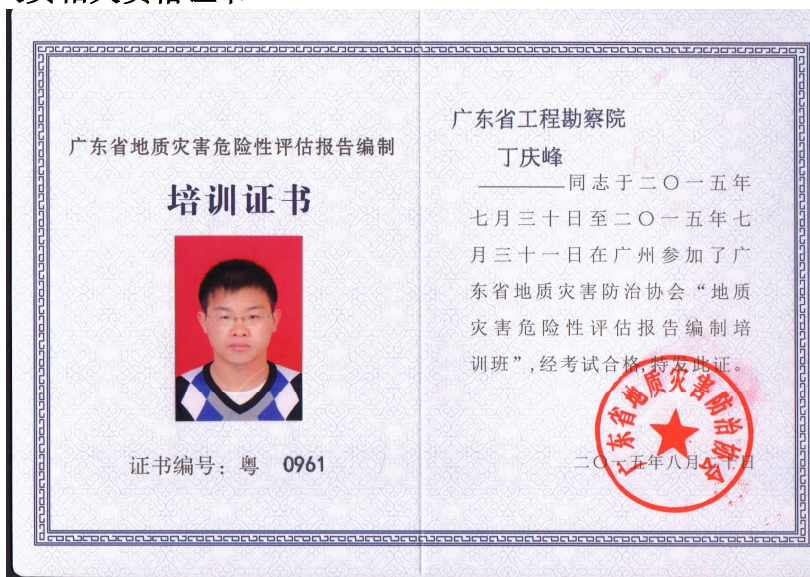 广东省地质灾害危险性评估报告编制
培训证书
证书编号：粤 0961
广东省工程勘察院
丁庆峰
同志于二〇一五年
七月三十日至二〇一五年七
月三十一日在广州参加了广
东省地质灾害防治协会“地质
灾害危险性评估报告编制培
训班”,经考试合格,特发此证。
广东省地质灾害防治协会
二〇一五年八月十日